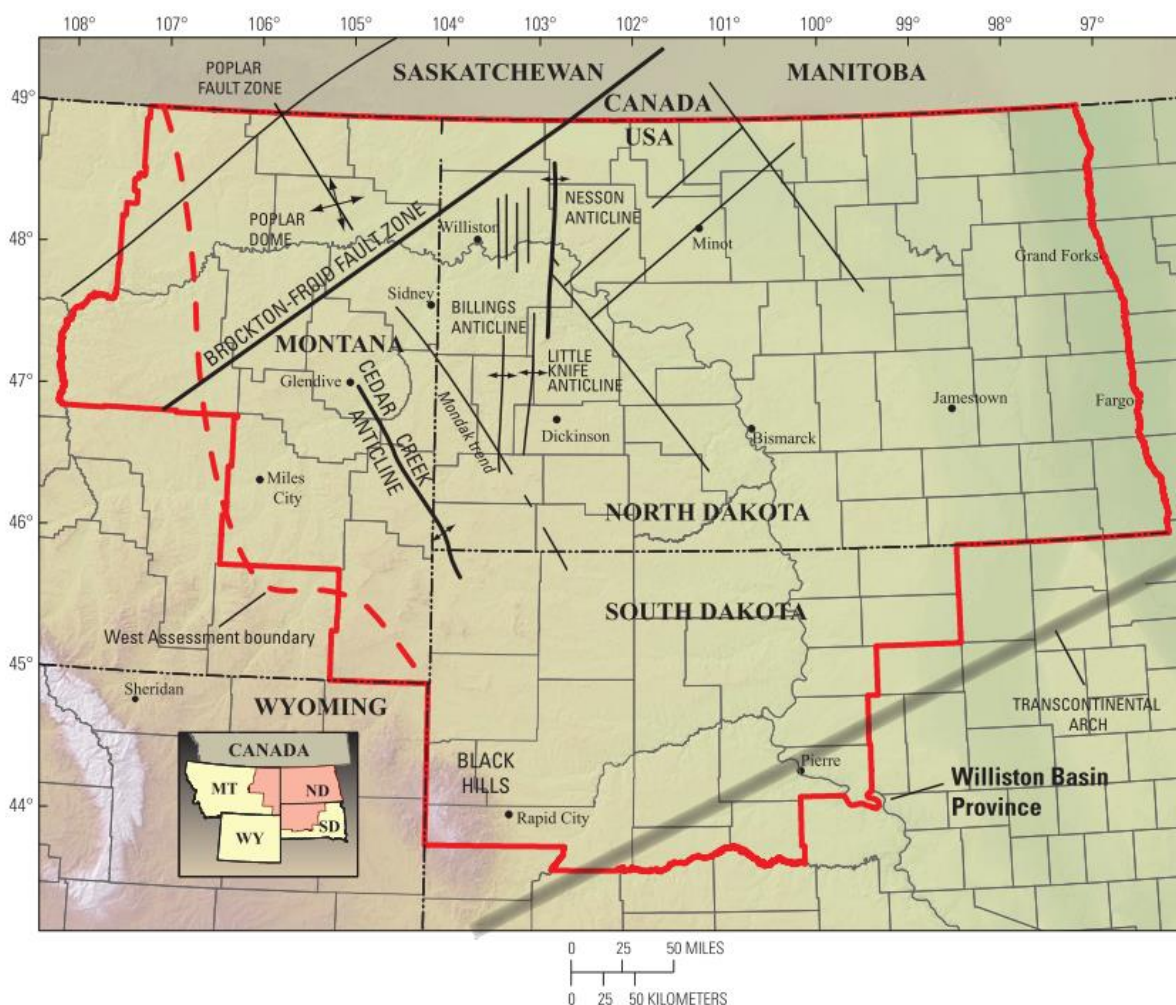 108° 107° 106° 105° 104° 103° 102° 101° 100° 99° 98° 97°
49°
48°
47°
46°
45°
44°
POPLAR
FAULT ZONE
SASKATCHEWAN
MANITOBA
CANADA
USA
POPLAR
DOME
BROCKTON-FROID FAULT ZONE
Williston
NESSON
ANTICLINE
Minot
Grand Forks
Sidney
BILLINGS
ANTICLINE
MONTANA
Glendive
CEDAR CREEK
ANTICLINE
Mondak trend
LITTLE
KNIFE
ANTICLINE
Dickinson
Bismarck
Jamestown
Fargo
Miles
City
NORTH DAKOTA
SOUTH DAKOTA
West Assessment boundary
Sheridan
WYOMING
TRANSCONTINENTAL
ARCH
BLACK
HILLS
Pierre
Rapid City
Williston Basin
Province
CANADA
MT
ND
SD
WY
0 25 50 MILES
0 25 50 KILOMETERS